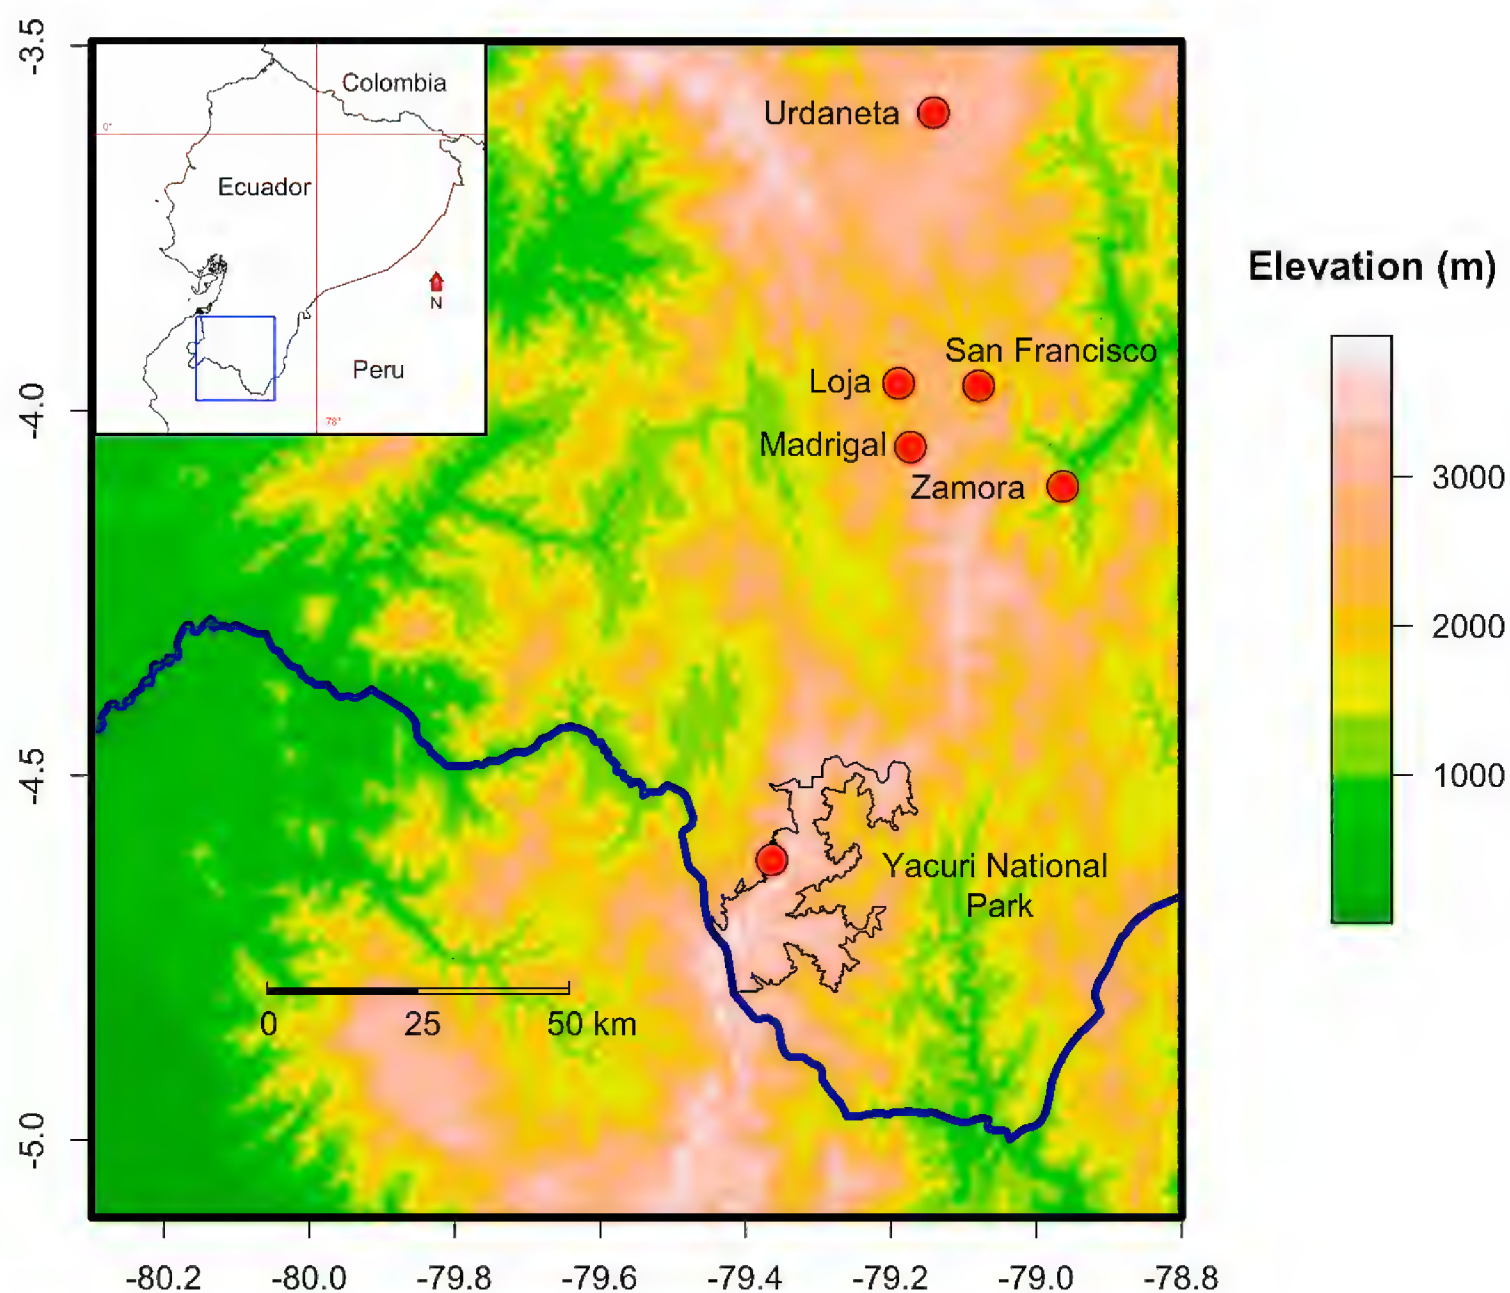 -3.5
-4.0
-4.5
-5.0
Colombia
0°
Ecuador
N
Peru
78°
Urdaneta
San Francisco
Loja
Madrigal
Zamora
Yacuri National
Park
0 25 50 km
-80.2 -80.0 -79.8 -79.6 -79.4 -79.2 -79.0 -78.8
Elevation (m)
3000
2000
1000